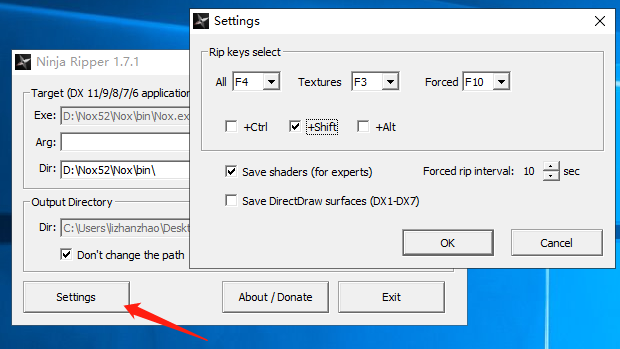 Settings
Rip keys select
All F4 Textures F3 Forced F10
+Ctrl +Shift +Alt
Save shaders (for experts) Forced rip interval: 10 sec
Save DirectDraw surfaces (DX1-DX7)
OK Cancel
Ninja Ripper 1.7.1
Target (DX 11/9/8/7/6 application
Exe: D:\Nox52\Nox\bin\Nox.ex
Arg:
Dir: D:\Nox52\Nox\bin\
Output Directory
Dir: C:\Users\lizhanzhao\Deskt
Don't change the path
Settings About / Donate Exit